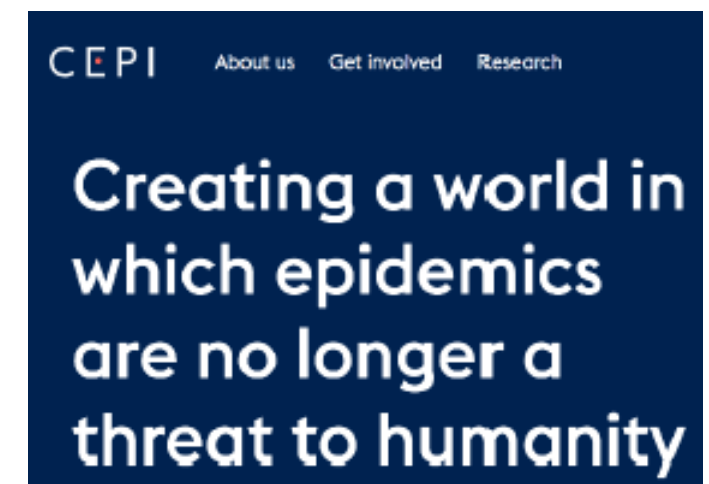 CEPI About us Get involved Research
Creating a world in
which epidemics
are no longer a
threat to humanity